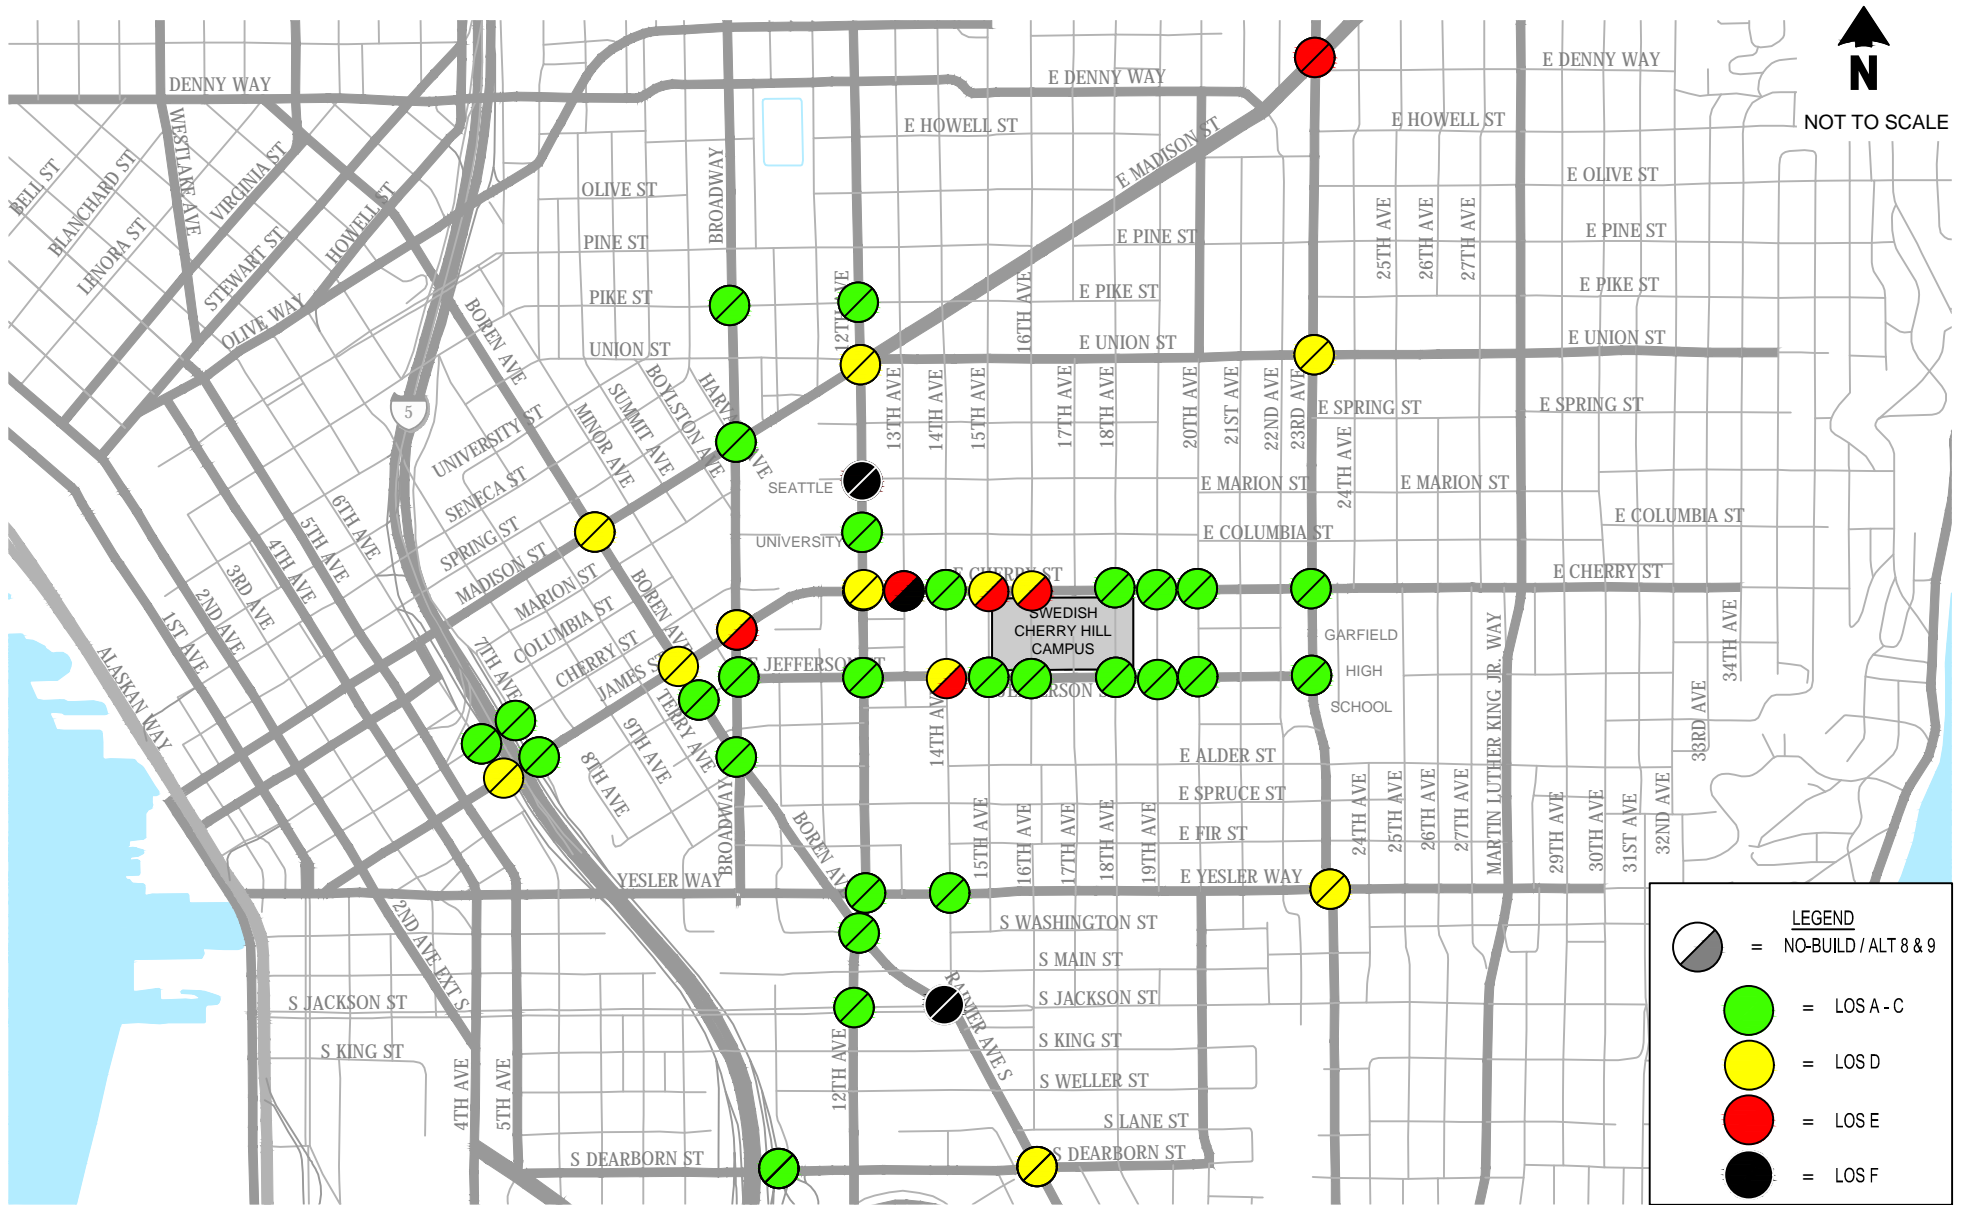 N
NOT TO SCALE
DENNY WAY
E DENNY WAY
E DENNY WAY
WESTLAKE AVE
E HOWELL ST
E HOWELL ST
E MADISON ST
BELL ST
BLANCHARD ST
LENORA ST
VIRGINIA ST
STEWART ST
HOWELL ST
OLIVE WAY
OLIVE ST
BROADWAY
E OLIVE ST
PINE ST
E PINE ST
E PINE ST
25TH AVE
26TH AVE
27TH AVE
PIKE ST
12TH AVE
16TH AVE
E PIKE ST
E PIKE ST
BOREN AVE
UNION ST
E UNION ST
E UNION ST
5
UNIVERSITY ST
SENECA ST
SPRING ST
MADISON ST
MARION ST
COLUMBIA ST
CHERRY ST
JAMES ST
MINOR AVE
SUMMIT AVE
BOYLSTON AVE
HARVARD AVE
13TH AVE
14TH AVE
15TH AVE
17TH AVE
18TH AVE
20TH AVE
21ST AVE
22ND AVE
23RD AVE
24TH AVE
E SPRING ST
E SPRING ST
SEATTLE
UNIVERSITY
E MARION ST
E MARION ST
E COLUMBIA ST
E COLUMBIA ST
E CHERRY ST
E CHERRY ST
SWEDISH
CHERRY HILL
CAMPUS
GARFIELD
HIGH
SCHOOL
MARTIN LUTHER KING JR. WAY
34TH AVE
33RD AVE
E JEFFERSON ST
JEFFERSON S
14TH AVE
6TH AVE
5TH AVE
4TH AVE
3RD AVE
2ND AVE
1ST AVE
ALASKAN WAY
7TH AVE
8TH AVE
9TH AVE
TERRY AVE
BOREN AVE
BROADWAY
BOREN AVE
E ALDER ST
E SPRUCE ST
E FIR ST
15TH AVE
16TH AVE
17TH AVE
18TH AVE
19TH AVE
24TH AVE
25TH AVE
26TH AVE
27TH AVE
29TH AVE
30TH AVE
31ST AVE
32ND AVE
YESLER WAY
E YESLER WAY
2ND AVE EXT S
S WASHINGTON ST
S MAIN ST
S JACKSON ST
S JACKSON ST
RAINIER AVE S
S KING ST
S KING ST
S WELLER ST
4TH AVE
5TH AVE
12TH AVE
S LANE ST
S DEARBORN ST
S DEARBORN ST
LEGEND
= NO-BUILD / ALT 8 & 9
= LOS A - C
= LOS D
= LOS E
= LOS F